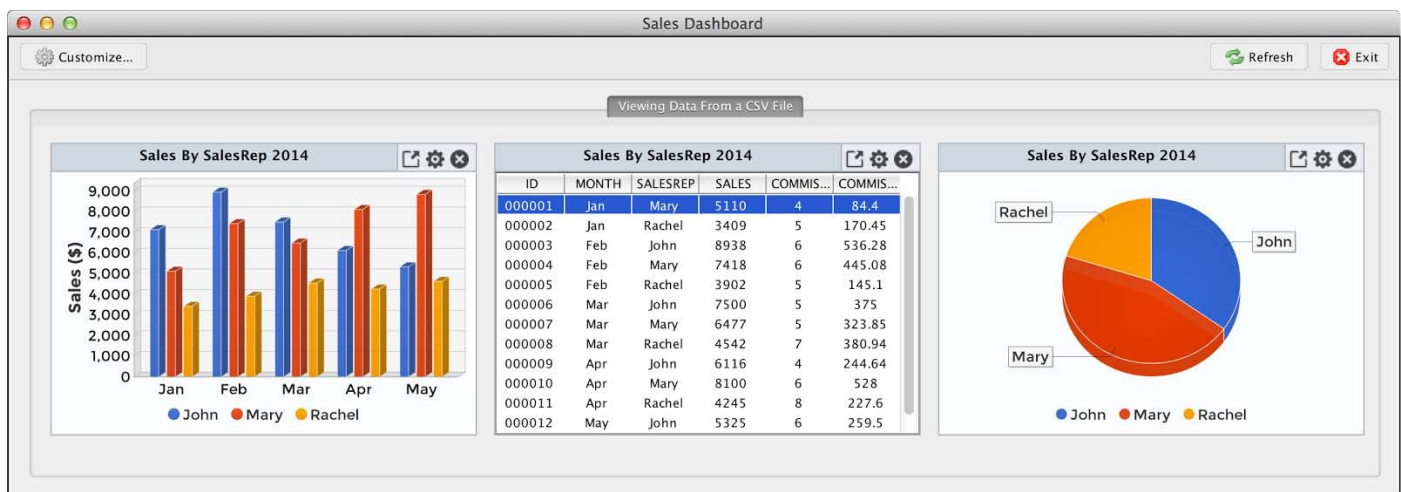 Sales Dashboard
Customize... Refresh Exit
Viewing Data From a CSV File
Sales By SalesRep 2014
Sales ($)
9,000
8,000
7,000
6,000
5,000
4,000
3,000
2,000
1,000
0
Jan Feb Mar Apr May
John Mary Rachel
Sales By SalesRep 2014
ID MONTH SALESREP SALES COMMIS... COMMIS...
000001 Jan Mary 5110 4 84.4
000002 Jan Rachel 3409 5 170.45
000003 Feb John 8938 6 536.28
000004 Feb Mary 7418 6 445.08
000005 Feb Rachel 3902 5 145.1
000006 Mar John 7500 5 375
000007 Mar Mary 6477 5 323.85
000008 Mar Rachel 4542 7 380.94
000009 Apr John 6116 4 244.64
000010 Apr Mary 8100 6 528
000011 Apr Rachel 4245 8 227.6
000012 May John 5325 6 259.5
Sales By SalesRep 2014
Rachel
John
Mary
John Mary Rachel